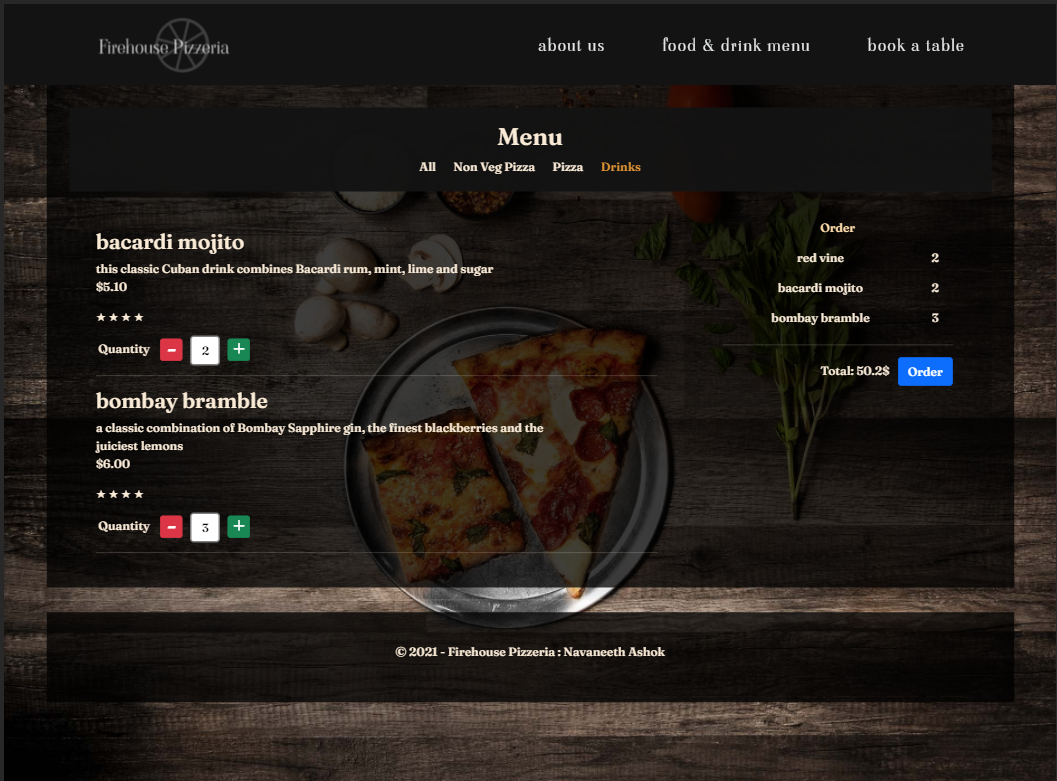 Firehouse Pizzeria
about us
food & drink menu
book a table
Menu
All Non Veg Pizza Pizza Drinks
bacardi mojito
this classic Cuban drink combines Bacardi rum, mint, lime and sugar
$5.10
★★★★
Quantity - 2 +
bombay bramble
a classic combination of Bombay Sapphire gin, the finest blackberries and the
juiciest lemons
$6.00
★★★★
Quantity - 3 +
Order
red vine 2
bacardi mojito 2
bombay bramble 3
Total: 50.2$ Order
© 2021 - Firehouse Pizzeria : Navaneeth Ashok